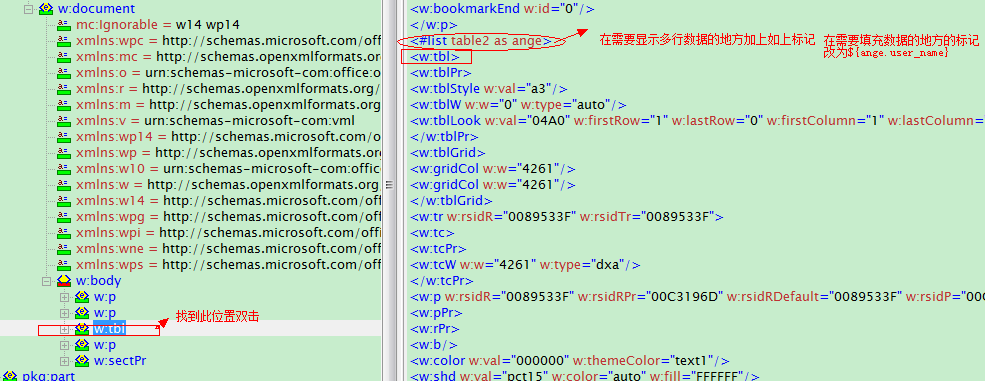 w:document
mc:Ignorable = w14 wp14
xmlns:wpc = http://schemas.microsoft.com/offi
xmlns:mc = http://schemas.openxmlformats.o
xmlns:o = urn:schemas-microsoft-com:office:o
xmlns:r = http://schemas.openxmlformats.org/
xmlns:m = http://schemas.openxmlformats.org
xmlns:v = urn:schemas-microsoft-com:vml
xmlns:wp14 = http://schemas.microsoft.com/of
xmlns:wp = http://schemas.openxmlformats.or
xmlns:w10 = urn:schemas-microsoft-com:offic
xmlns:w = http://schemas.openxmlformats.org
xmlns:w14 = http://schemas.microsoft.com/off
xmlns:wpg = http://schemas.microsoft.com/offi
xmlns:wpi = http://schemas.microsoft.com/offi
xmlns:wne = http://schemas.microsoft.com/offi
xmlns:wps = http://schemas.microsoft.com/offi
w:body
w:p
w:p
w:tbl
找到此位置双击
w:p
w:sectPr
pkg:part
<w:bookmarkEnd w:id="0"/>
</w:p>
<#list table2 as ange>
在需要显示多行数据的地方加上如上标记
在需要填充数据的地方的标记
改为${ange.user_name}
<w:tbl>
<w:tblPr>
<w:tblStyle w:val="a3"/>
<w:tblW w:w="0" w:type="auto"/>
<w:tblLook w:val="04A0" w:firstRow="1" w:lastRow="0" w:firstColumn="1" w:lastColumn=
</w:tblPr>
<w:tblGrid>
<w:gridCol w:w="4261"/>
<w:gridCol w:w="4261"/>
</w:tblGrid>
<w:tr w:rsidR="0089533F" w:rsidTr="0089533F">
<w:tc>
<w:tcPr>
<w:tcW w:w="4261" w:type="dxa"/>
</w:tcPr>
<w:p w:rsidR="0089533F" w:rsidRPr="00C3196D" w:rsidRDefault="0089533F" w:rsidP="00C
<w:pPr>
<w:rPr>
<w:b/>
<w:color w:val="000000" w:themeColor="text1"/>
<w:shd w:val="pct15" w:color="auto" w:fill="FFFFFF"/>